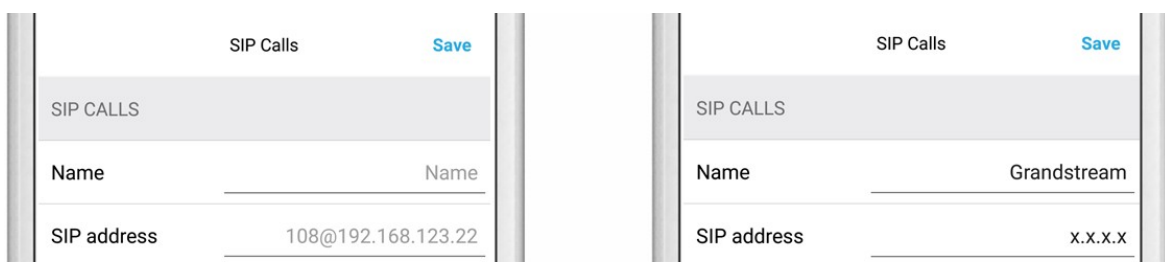 SIP Calls Save
SIP CALLS
Name Name
SIP address 108@192.168.123.22
SIP Calls Save
SIP CALLS
Name Grandstream
SIP address x.x.x.x